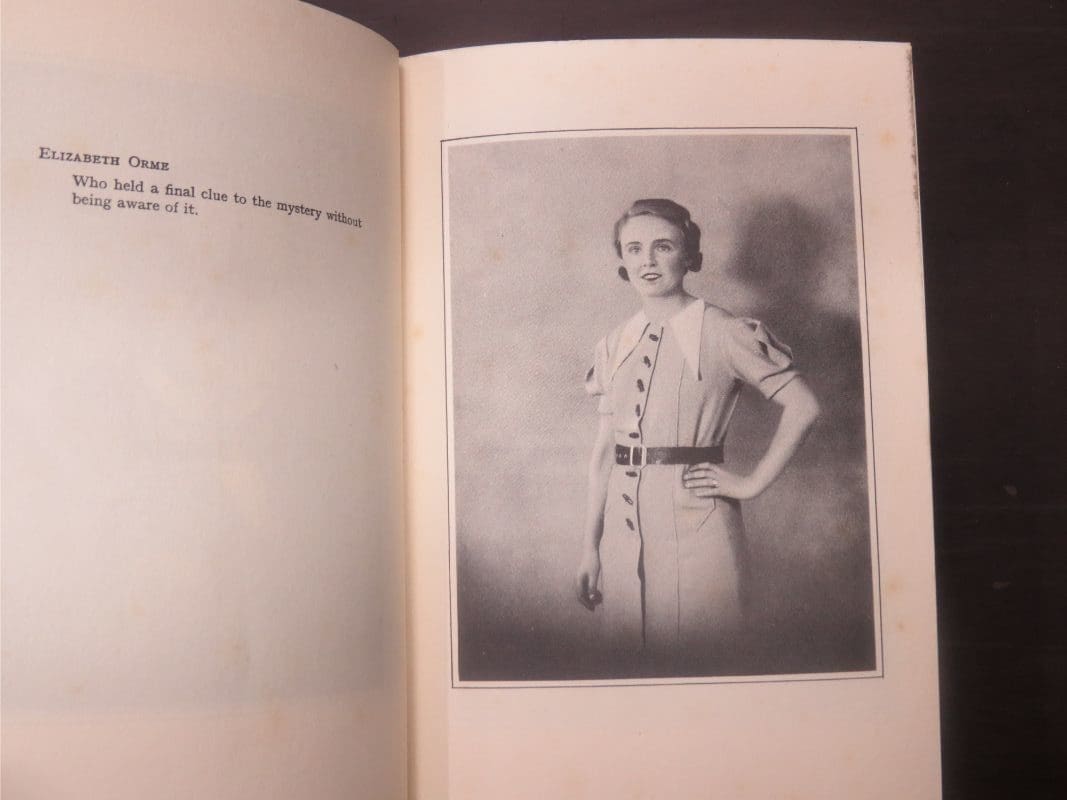 ELIZABETH ORME
Who held a final clue to the mystery without
being aware of it.